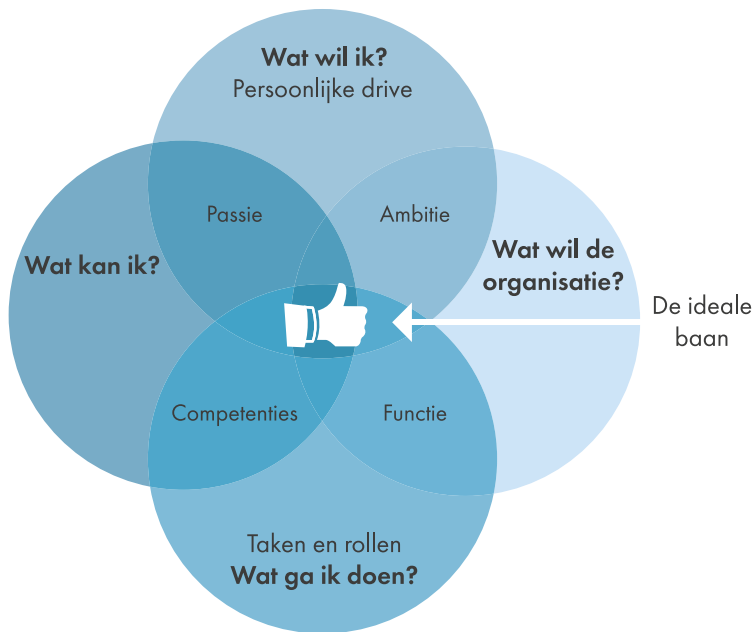 Wat wil ik?
Persoonlijke drive
Passie
Ambitie
Wat kan ik?
Wat wil de
organisatie?
De ideale
baan
Competenties
Functie
Taken en rollen
Wat ga ik doen?